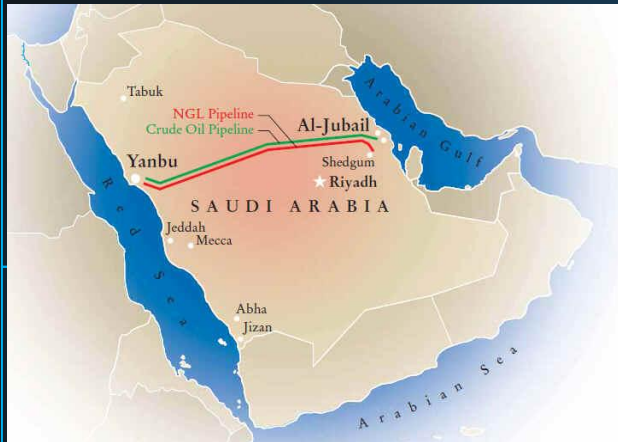 Tabuk
NGL Pipeline
Crude Oil Pipeline
Al-Jubail
Arabian Gulf
Yanbu
Shedgum
Riyadh
SAUDI ARABIA
Red Sea
Jeddah
Mecca
Abha
Jizan
Arabian Sea